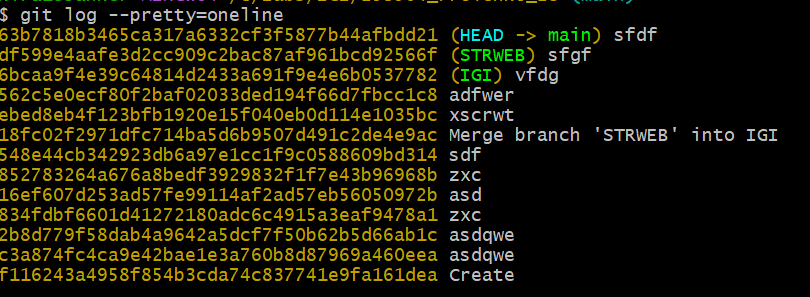 $ git log --pretty=oneline
63b7818b3465ca317a6332cf3f5877b44afbdd21 (HEAD -> main) sfdf
df599e4aafe3d2cc909c2bac87af961bcd92566f (STRWEB) sfgf
6bcaa9f4e39c64814d2433a691f9e4e6b0537782 (IGI) vfdg
562c5e0ecf80f2baf02033ded194f66d7fbcc1c8 adfwer
ebed8eb4f123bfb1920e15f040eb0d114e1035bc xscrwt
18fc02f2971dfc714ba5d6b9507d491c2de4e9ac Merge branch 'STRWEB' into IGI
548e44cb342923db6a97e1cc1f9c0588609bd314 sdf
852783264a676a8bedf3929832f1f7e43b96968b zxc
16ef607d253ad57fe99114af2ad57eb56050972b asd
834fdbf6601d41272180adc6c4915a3eaf9478a1 zxc
2b8d779f58dab4a9642a5dcf7f50b62b5d66ab1c asdqwe
c3a874fc4ca9e42bae1e3a760b8d87969a460eea asdqwe
f116243a4958f854b3cda74c837741e9fa161dea Create